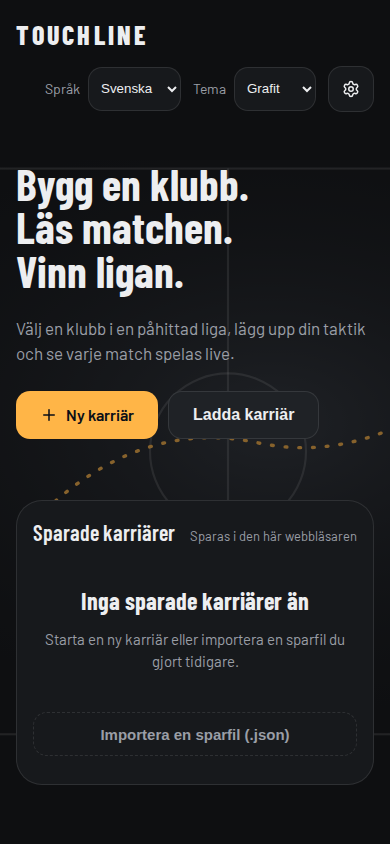 TOUCHLINE
Språk Svenska Tema Grafit
Bygg en klubb.
Läs matchen.
Vinn ligan.
Välj en klubb i en påhittad liga, lägg upp din taktik
och se varje match spelas live.
Ny karriär Ladda karriär
Sparade karriärer Sparas i den här webbläsaren
Inga sparade karriärer än
Starta en ny karriär eller importera en sparfil du
gjort tidigare.
Importera en sparfil (.json)